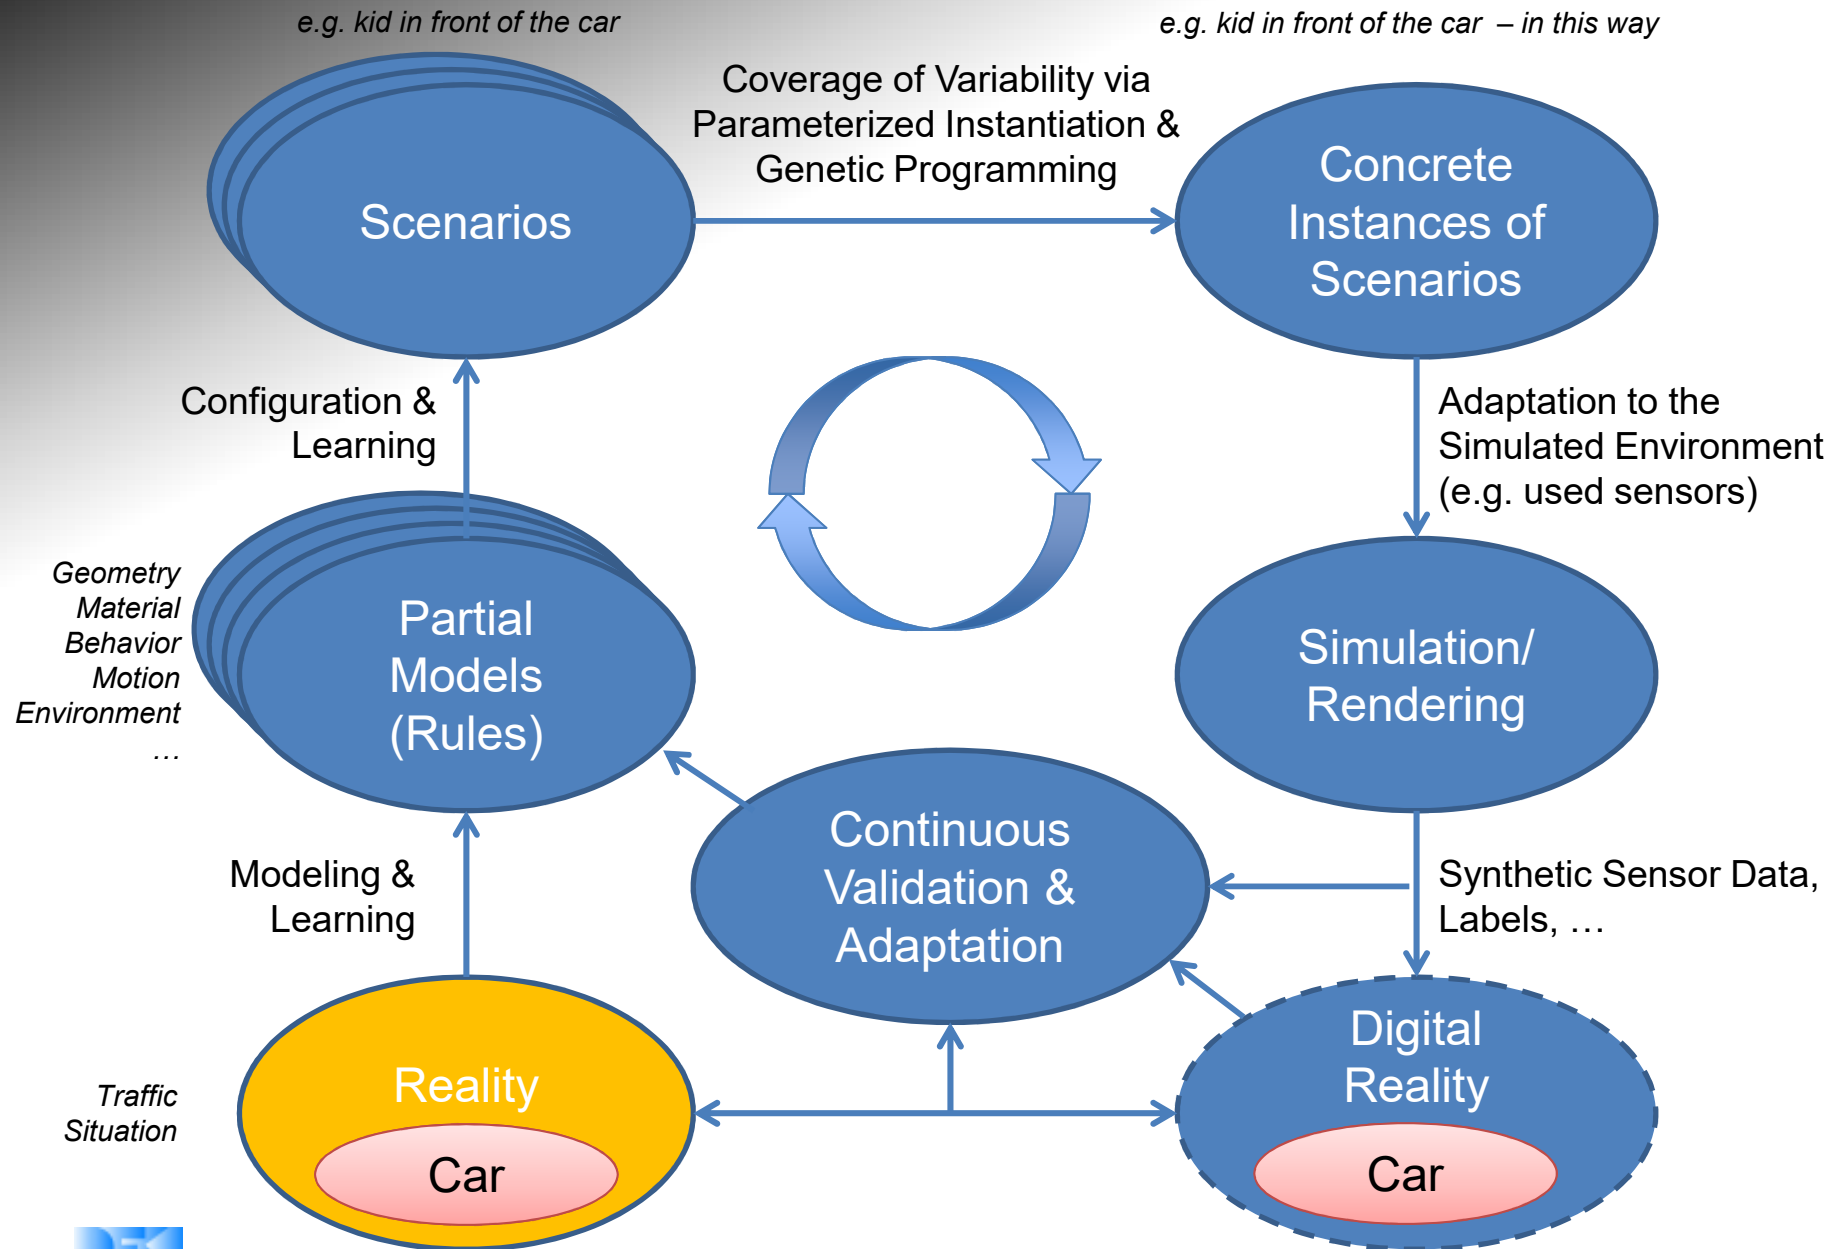 e.g. kid in front of the car
e.g. kid in front of the car – in this way
Coverage of Variability via
Parameterized Instantiation &
Genetic Programming
Scenarios
Concrete
Instances of
Scenarios
Configuration &
Learning
Adaptation to the
Simulated Environment
(e.g. used sensors)
Geometry
Material
Behavior
Motion
Environment
…
Partial
Models
(Rules)
Simulation/
Rendering
Continuous
Validation &
Adaptation
Modeling &
Learning
Synthetic Sensor Data,
Labels, …
Traffic
Situation
Reality
Car
Digital
Reality
Car